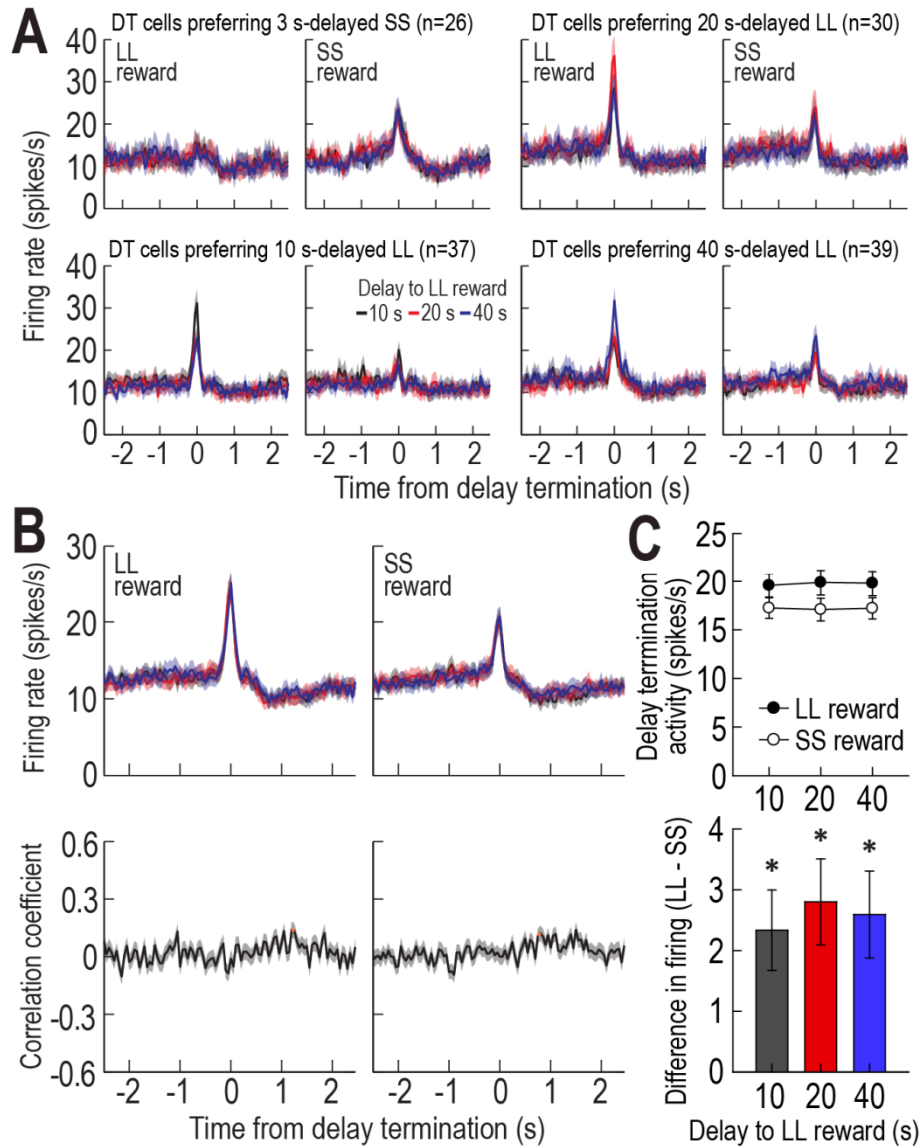 A
DT cells preferring 3 s-delayed SS (n=26)
DT cells preferring 20 s-delayed LL (n=30)
Firing rate (spikes/s)
40
30
20
10
0
LL
reward
SS
reward
LL
reward
SS
reward
DT cells preferring 10 s-delayed LL (n=37)
DT cells preferring 40 s-delayed LL (n=39)
40
30
20
10
0
Delay to LL reward
10 s 20 s 40 s
-2 -1 0 1 2
-2 -1 0 1 2
-2 -1 0 1 2
-2 -1 0 1 2
Time from delay termination (s)
B
Firing rate (spikes/s)
30
20
10
0
LL
reward
SS
reward
Correlation coefficient
0.6
0.3
0
-0.3
-0.6
-2 -1 0 1 2
-2 -1 0 1 2
Time from delay termination (s)
C
Delay terrmination
activity (spikes/s)
25
20
15
10
5
0
LL reward
SS reward
10 20 40
Difference in firing (LL - SS)
4
3
2
1
0
* * *
10 20 40
Delay to LL reward (s)